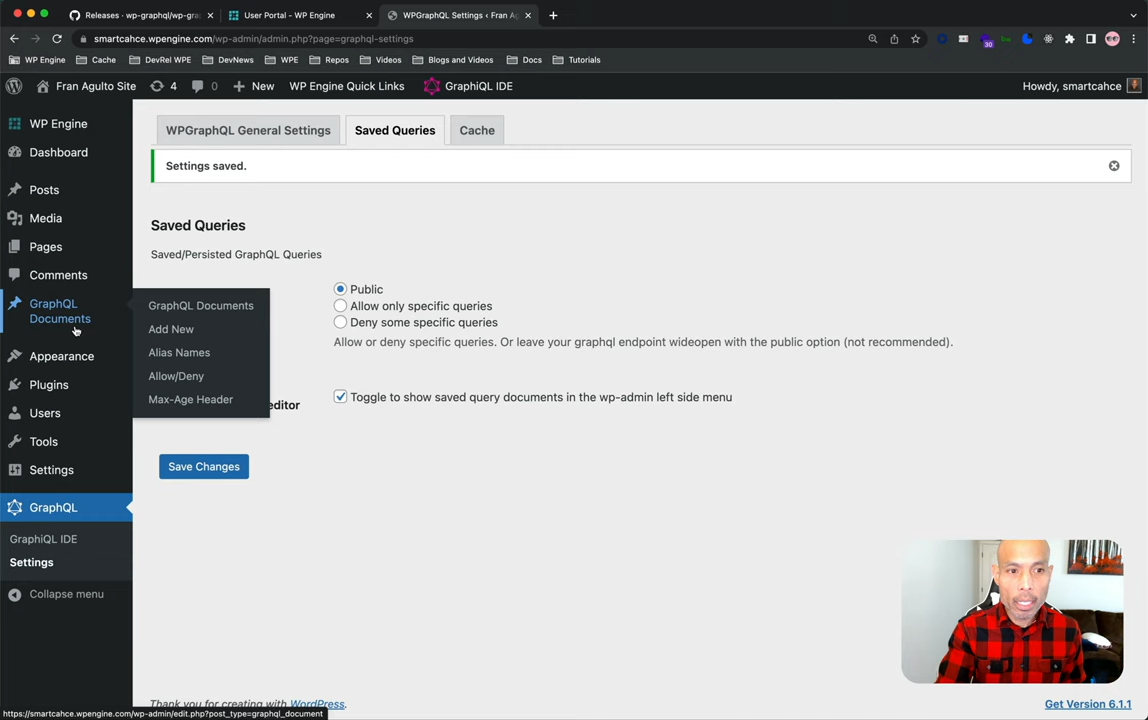 Releases · wp-graphql/wp-gra
User Portal - WP Engine
WPGraphQL Settings ‹ Fran Ag
smartcahce.wpengine.com/wp-admin/admin.php?page=graphql-settings
30
WP Engine
Cache
DevRel WPE
DevNews
WPE
Repos
Videos
Blogs and Videos
Docs
Tutorials
Fran Agulto Site
4
0
New
WP Engine Quick Links
GraphiQL IDE
Howdy, smartcahce
WP Engine
Dashboard
Posts
Media
Pages
Comments
GraphQL
Documents
Appearance
Plugins
Users
Tools
Settings
GraphQL
GraphiQL IDE
Settings
Collapse menu
GraphQL Documents
Add New
Alias Names
Allow/Deny
Max-Age Header
WPGraphQL General Settings
Saved Queries
Cache
Settings saved.
Saved Queries
Saved/Persisted GraphQL Queries
Public
Allow only specific queries
Deny some specific queries
Allow or deny specific queries. Or leave your graphql endpoint wideopen with the public option (not recommended).
editor
Toggle to show saved query documents in the wp-admin left side menu
Save Changes
Thank you for creating with WordPress.
Get Version 6.1.1
https://smartcahce.wpengine.com/wp-admin/edit.php?post_type=graphql_document